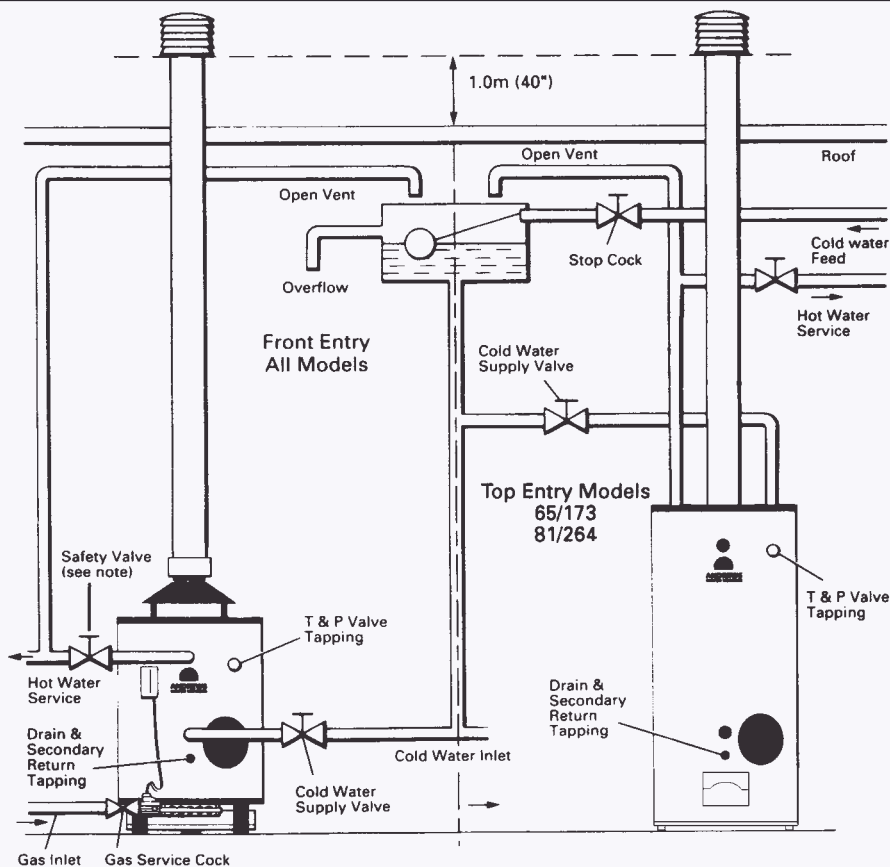 1.0m (40")
Open Vent
Roof
Open Vent
Cold water
Feed
Stop Cock
Overflow
Hot Water
Service
Front Entry
All Models
Cold Water
Supply Valve
Top Entry Models
65/173
81/264
Safety Valve
(see note)
T & P Valve
Tapping
T & P Valve
Tapping
Hot Water
Service
Drain &
Secondary
Return
Tapping
Drain &
Secondary
Return
Tapping
Cold Water Inlet
Cold Water
Supply Valve
Gas Inlet
Gas Service Cock